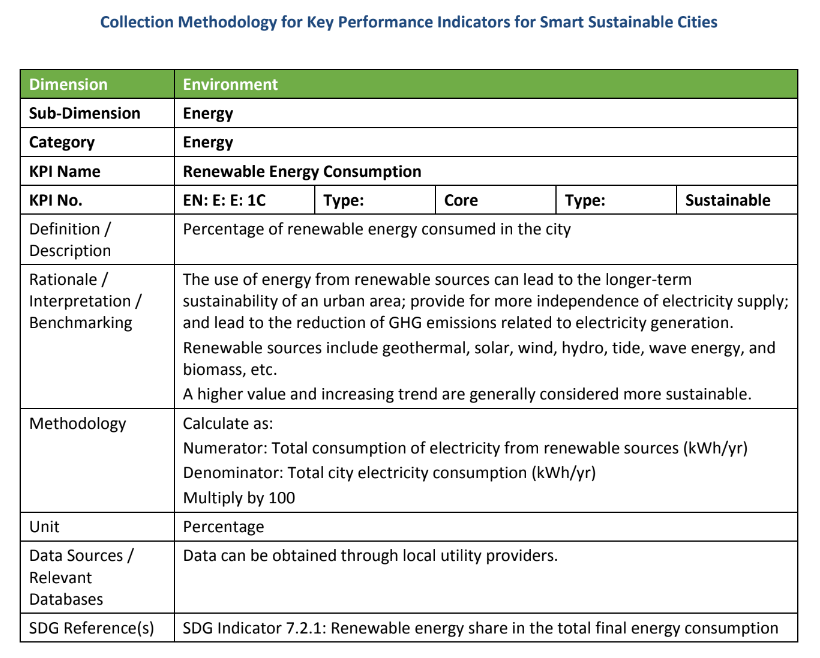 Collection Methodology for Key Performance Indicators for Smart Sustainable Cities
Dimension Environment
Sub-Dimension Energy
Category Energy
KPI Name Renewable Energy Consumption
KPI No. EN: E: E: 1C Type: Core Type: Sustainable
Definition / Description
Percentage of renewable energy consumed in the city
Rationale /
Interpretation /
Benchmarking
The use of energy from renewable sources can lead to the longer-term
sustainability of an urban area; provide for more independence of electricity supply;
and lead to the reduction of GHG emissions related to electricity generation.
Renewable sources include geothermal, solar, wind, hydro, tide, wave energy, and
biomass, etc.
A higher value and increasing trend are generally considered more sustainable.
Methodology
Calculate as:
Numerator: Total consumption of electricity from renewable sources (kWh/yr)
Denominator: Total city electricity consumption (kWh/yr)
Multiply by 100
Unit Percentage
Data Sources /
Relevant
Databases
Data can be obtained through local utility providers.
SDG Reference(s) SDG Indicator 7.2.1: Renewable energy share in the total final energy consumption